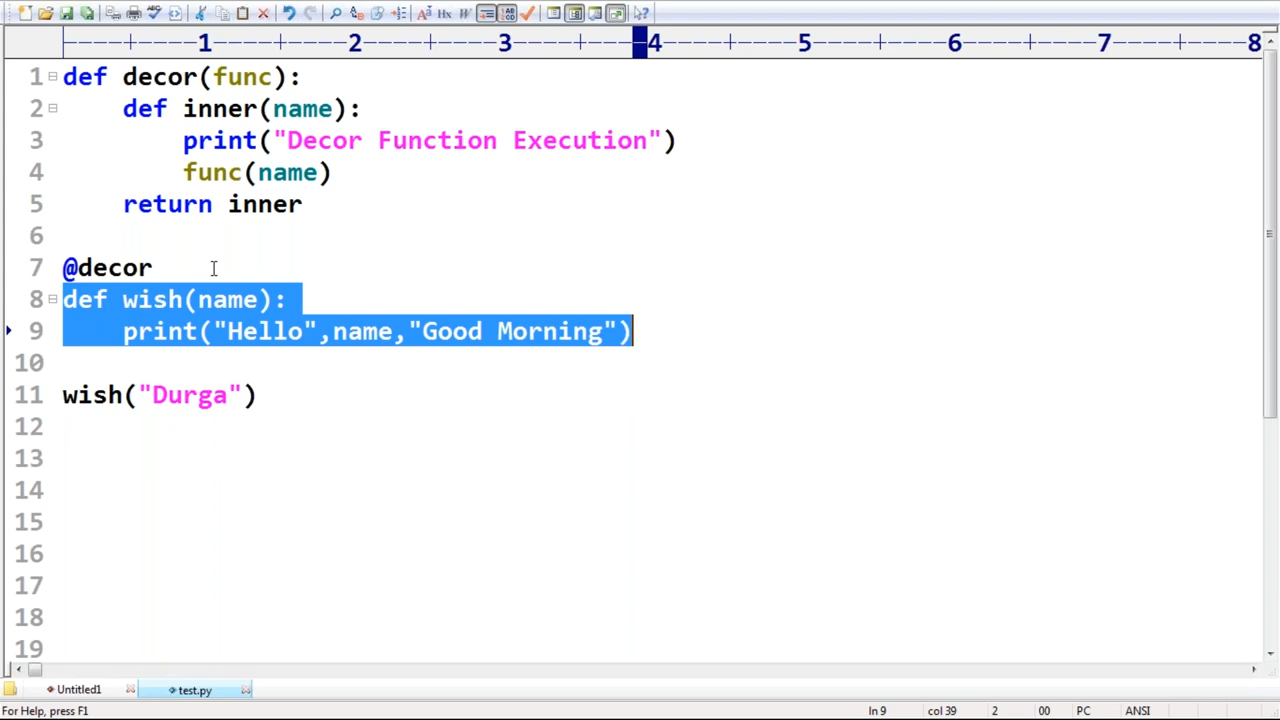 1 2 3 4 5 6 7 8
1 def decor(func):
2     def inner(name):
3         print("Decor Function Execution")
4         func(name)
5     return inner
6
7 @decor
8 def wish(name):
9     print("Hello",name,"Good Morning")
10
11 wish("Durga")
12
13
14
15
16
17
18
19
Untitled1 test.py
For Help, press F1 ln 9 col 39 2 00 PC ANSI